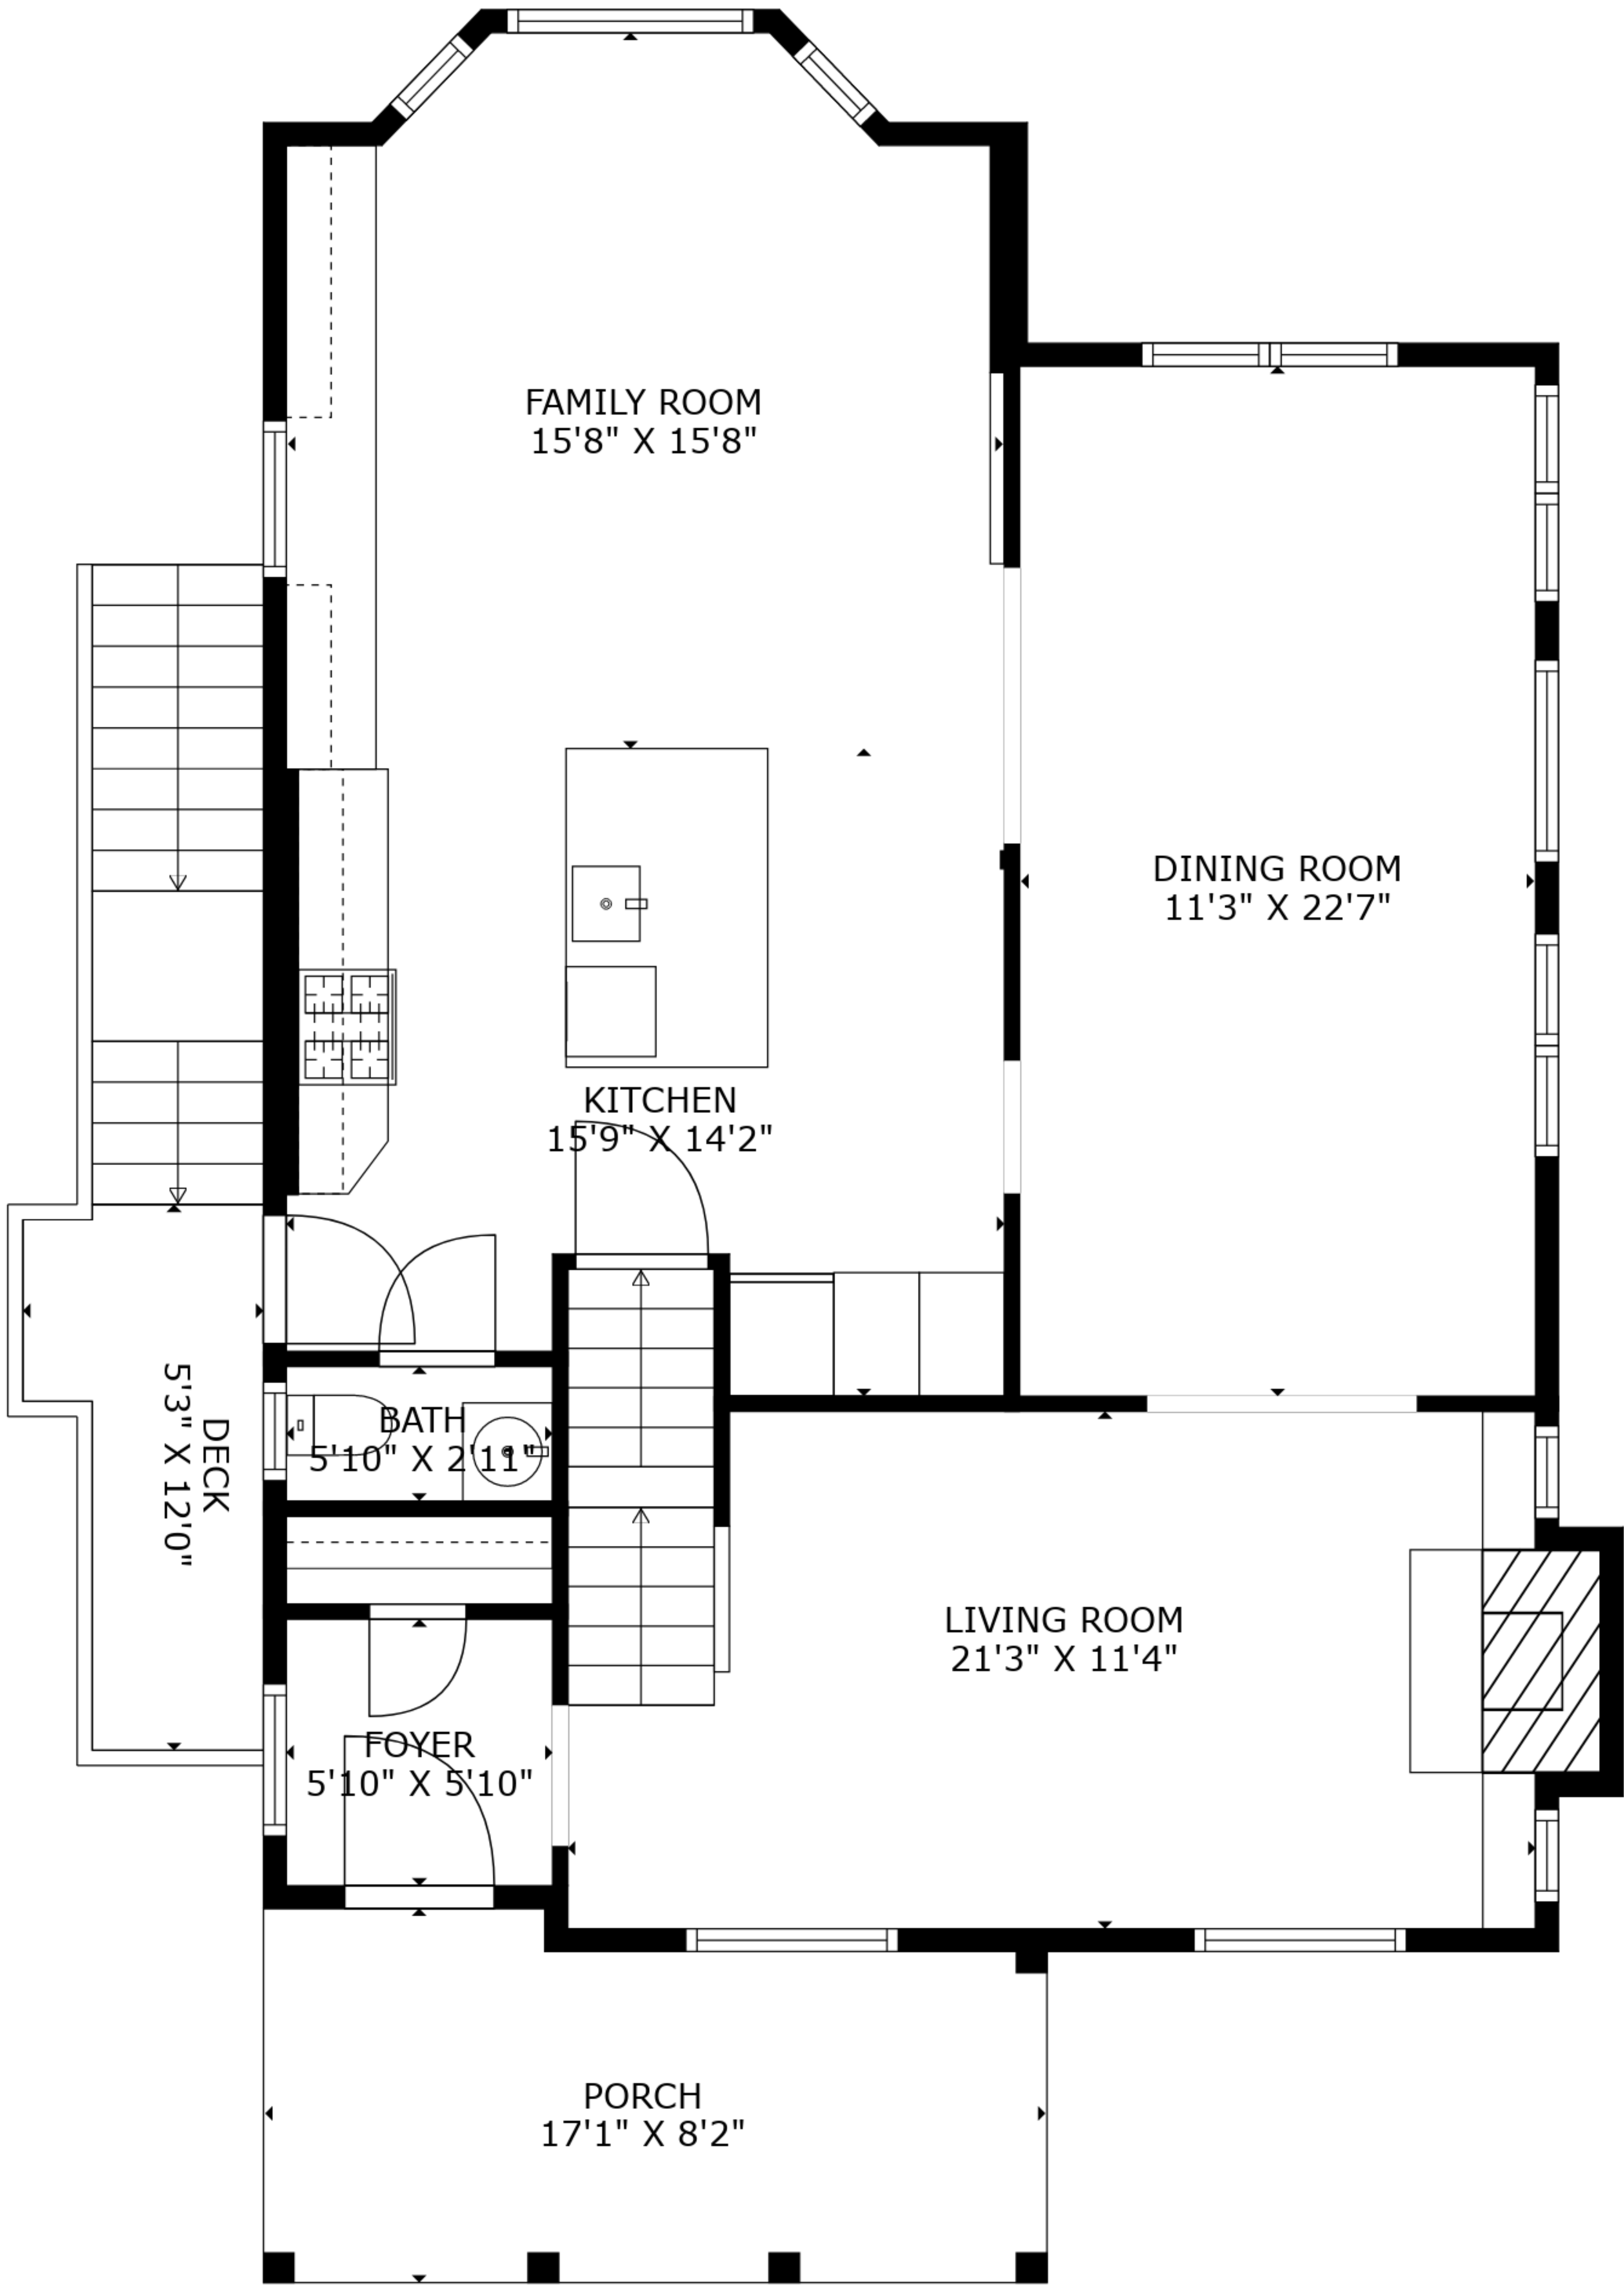 FAMILY ROOM
15'8" X 15'8"
DINING ROOM
11'3" X 22'7"
KITCHEN
15'9" X 14'2"
DECK
5'3" X 12'0"
BATH
5'10" X 2'11"
LIVING ROOM
21'3" X 11'4"
FOYER
5'10" X 5'10"
PORCH
17'1" X 8'2"